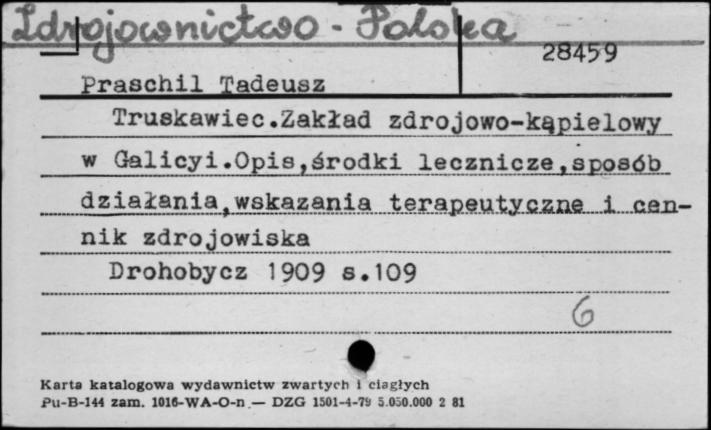 Zdrojownictwo - Polska
28459
Praschil Tadeusz
Truskawiec.Zakład zdrojowo-kąpielowy
w Galicyi.Opis,środki lecznicze,sposób
działania,wskazania terapeutyczne i cen-
nik zdrojowiska
Drohobycz 1909 s.109
6
Karta katalogowa wydawnictw zwartych i ciągłych
Pu-B-144 zam. 1016-WA-O-n — DZG 1501-4-79 5.050.000 2 81